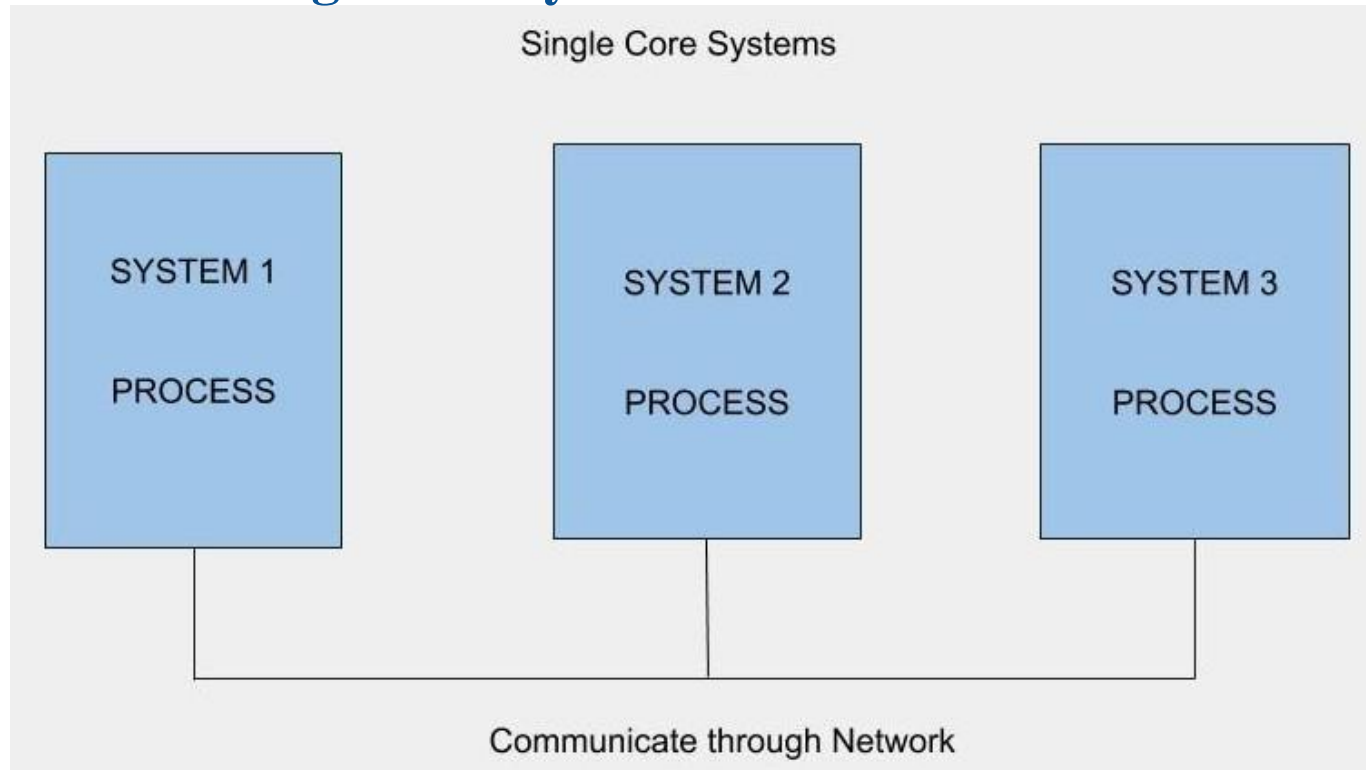 Single Core Systems
SYSTEM 1
SYSTEM 2
SYSTEM 3
PROCESS
PROCESS
PROCESS
Communicate through Network